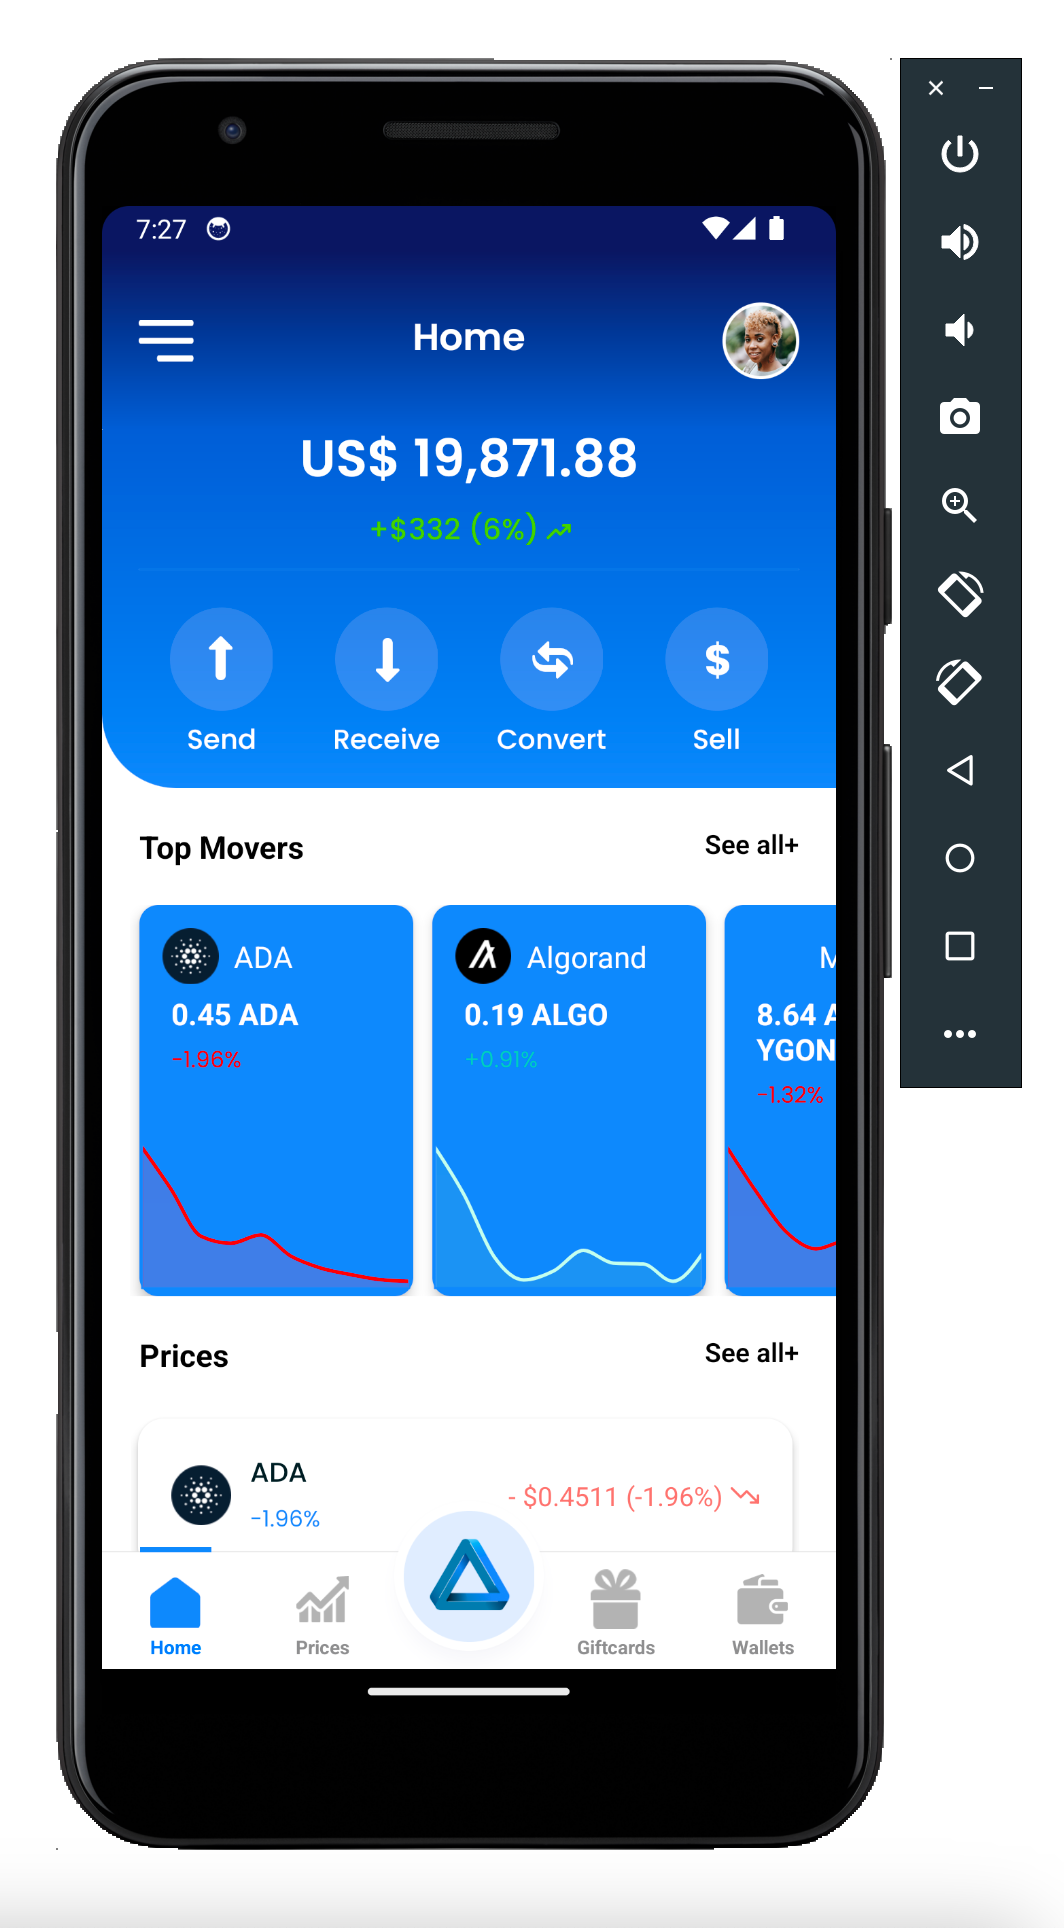 7:27
Home
US$ 19,871.88
+$332 (6%)
Send Receive Convert Sell
Top Movers See all+
ADA Algorand M
0.45 ADA 0.19 ALGO 8.64 A
YGON
-1.96% +0.91% -1.32%
Prices See all+
ADA
- $0.4511 (-1.96%)
-1.96%
Home Prices Giftcards Wallets